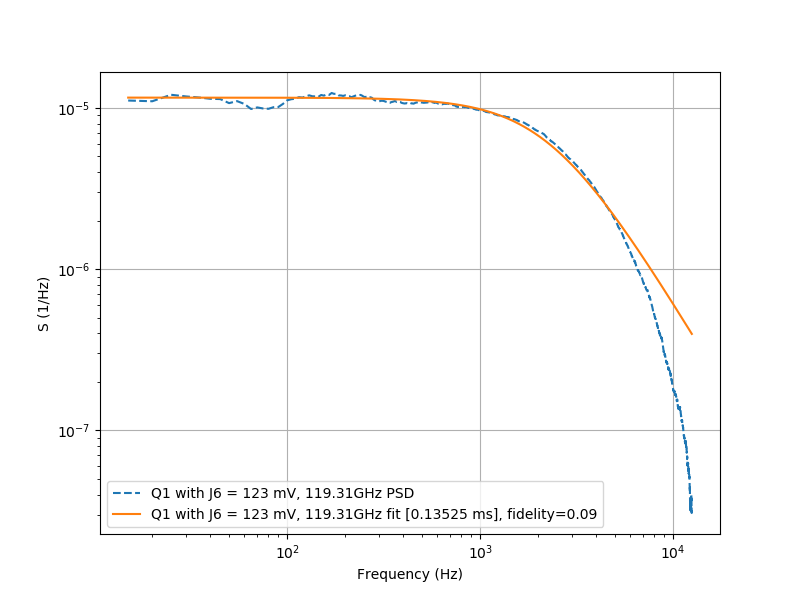 10⁻⁵
10⁻⁶
10⁻⁷
S (1/Hz)
Q1 with J6 = 123 mV, 119.31GHz PSD
Q1 with J6 = 123 mV, 119.31GHz fit [0.13525 ms], fidelity=0.09
10² 10³ 10⁴
Frequency (Hz)